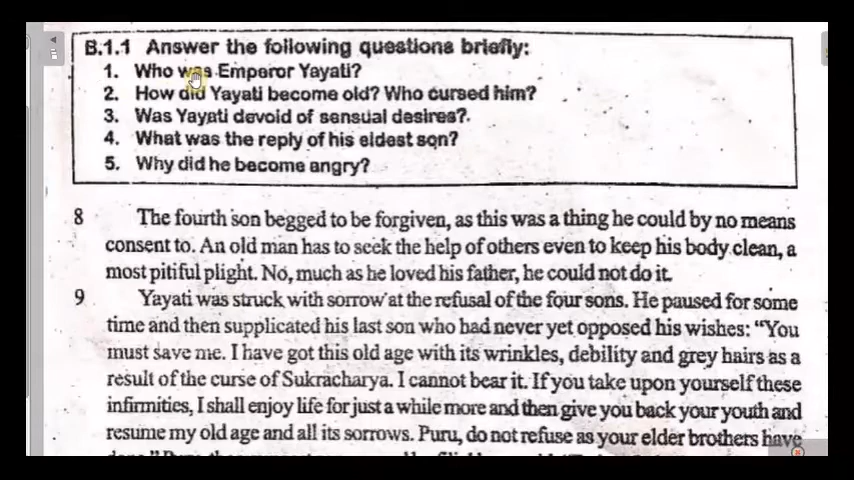 B.1.1 Answer the following questions briefly:
1. Who was Emperor Yayati?
2. How did Yayati become old? Who cursed him?
3. Was Yayati devoid of sensual desires?
4. What was the reply of his eldest son?
5. Why did he become angry?
8 The fourth son begged to be forgiven, as this was a thing he could by no means
consent to. An old man has to seek the help of others even to keep his body clean, a
most pitiful plight. No, much as he loved his father, he could not do it.
9 Yayati was struck with sorrow at the refusal of the four sons. He paused for some
time and then supplicated his last son who had never yet opposed his wishes: “You
must save me. I have got this old age with its wrinkles, debility and grey hairs as a
result of the curse of Sukracharya. I cannot bear it. If you take upon yourself these
infirmities, I shall enjoy life for just a while more and then give you back your youth and
resume my old age and all its sorrows. Puru, do not refuse as your elder brothers have